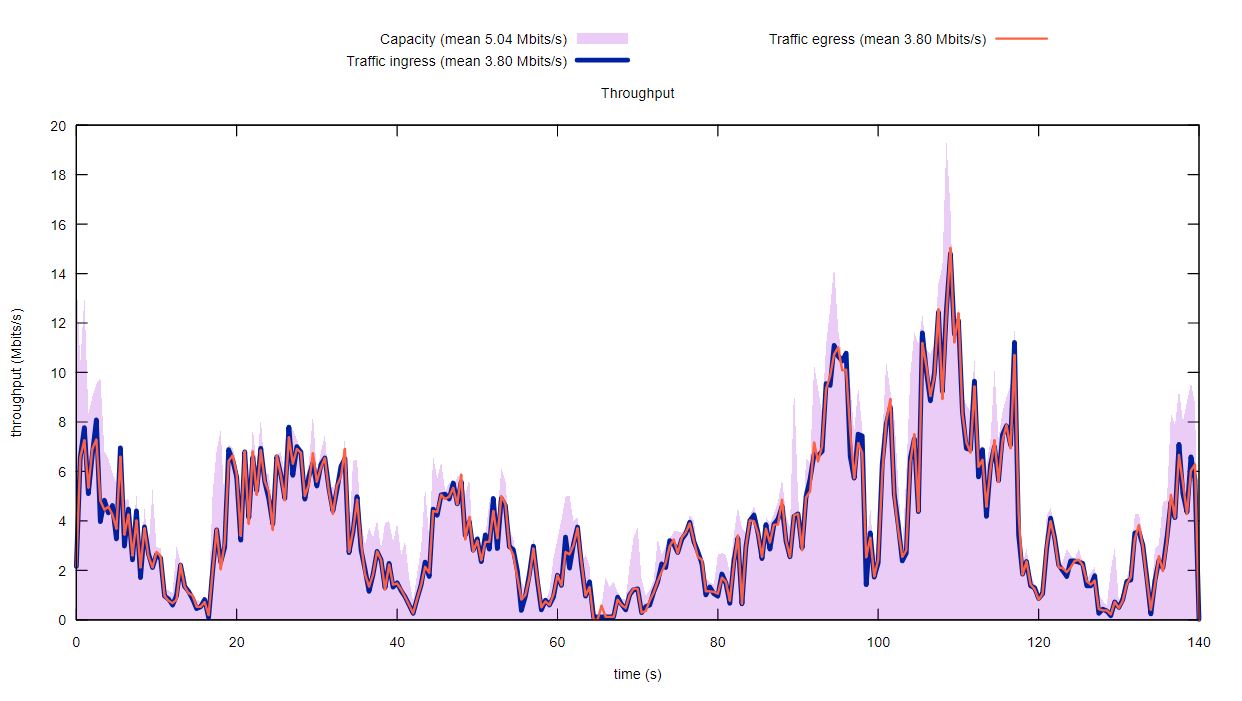 Capacity (mean 5.04 Mbits/s)
Traffic egress (mean 3.80 Mbits/s)
Traffic ingress (mean 3.80 Mbits/s)
Throughput
throughput (Mbits/s)
20
18
16
14
12
10
8
6
4
2
0
0 20 40 60 80 100 120 140
time (s)